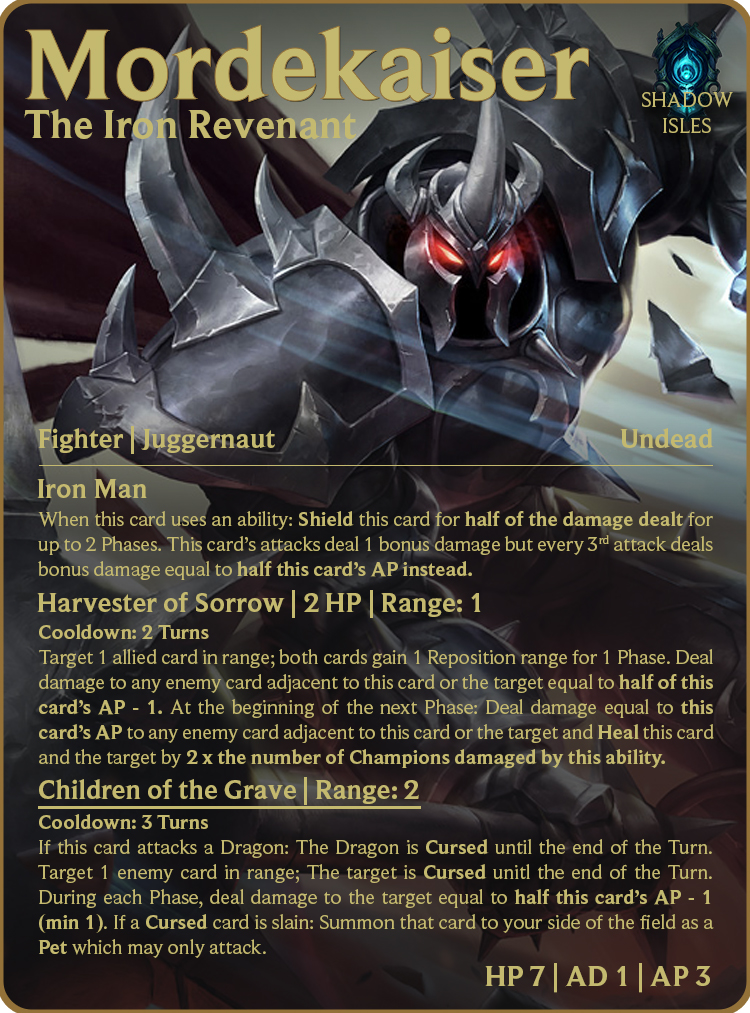 Mordekaiser
The Iron Revenant
SHADOW
ISLES
Fighter | Juggernaut
Undead
Iron Man
When this card uses an ability: Shield this card for half of the damage dealt for
up to 2 Phases. This card's attacks deal 1 bonus damage but every 3rd attack deals
bonus damage equal to half this card's AP instead.
Harvester of Sorrow | 2 HP | Range: 1
Cooldown: 2 Turns
Target 1 allied card in range; both cards gain 1 Reposition range for 1 Phase. Deal
damage to any enemy card adjacent to this card or the target equal to half of this
card's AP - 1. At the beginning of the next Phase: Deal damage equal to this
card's AP to any enemy card adjacent to this card or the target and Heal this card
and the target by 2 x the number of Champions damaged by this ability.
Children of the Grave | Range: 2
Cooldown: 3 Turns
If this card attacks a Dragon: The Dragon is Cursed until the end of the Turn.
Target 1 enemy card in range; The target is Cursed unitl the end of the Turn.
During each Phase, deal damage to the target equal to half this card's AP - 1
(min 1). If a Cursed card is slain: Summon that card to your side of the field as a
Pet which may only attack.
HP 7 | AD 1 | AP 3